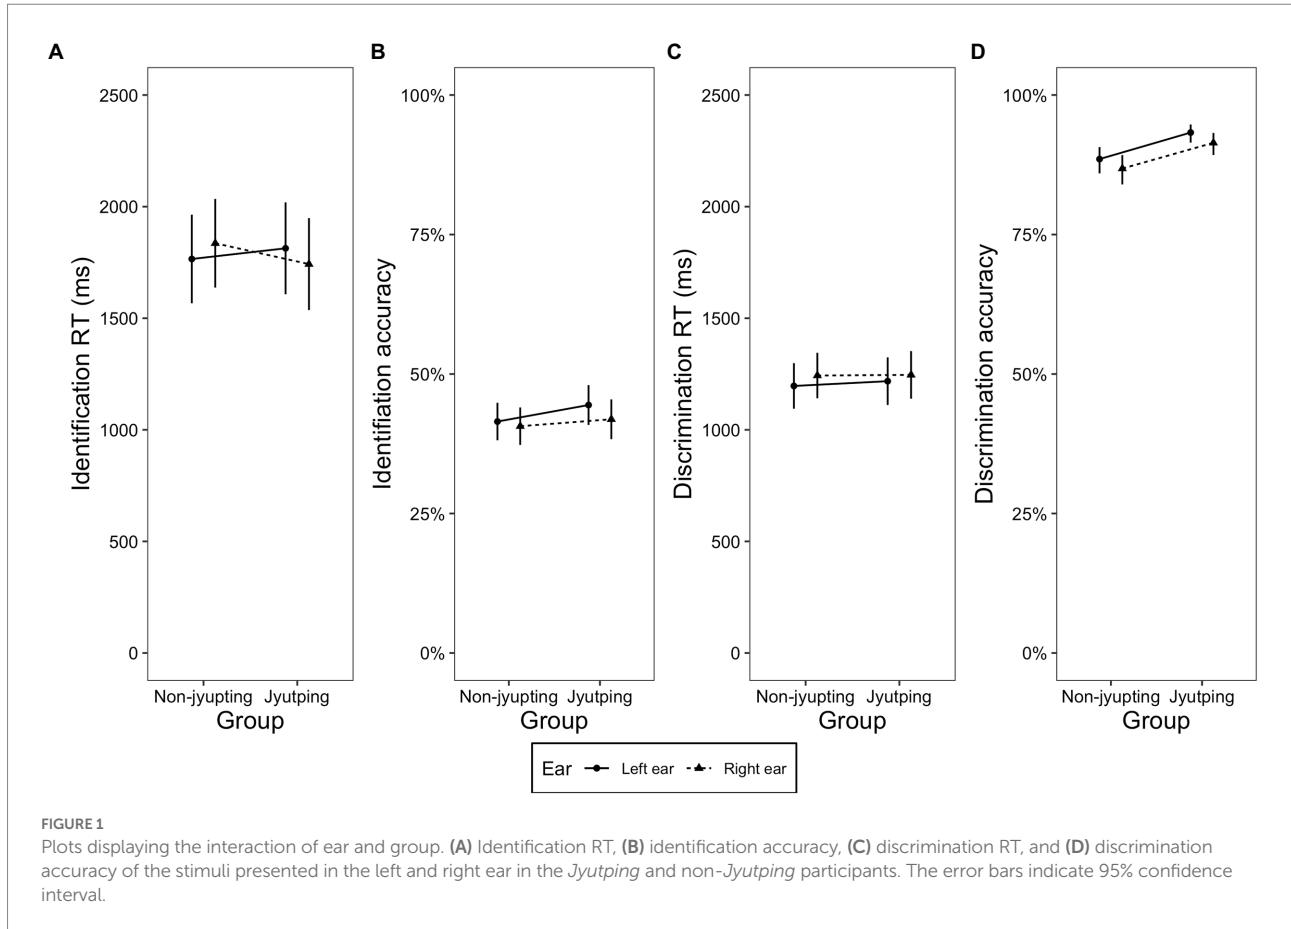 A
2500
2000
1500
1000
500
0
Identification RT (ms)
Non-jyupting Jyutping
Group
B
100%
75%
50%
25%
0%
Identifiation accuracy
Non-jyupting Jyutping
Group
C
2500
2000
1500
1000
500
0
Discrimination RT (ms)
Non-jyupting Jyutping
Group
D
100%
75%
50%
25%
0%
Discrimination accuracy
Non-jyupting Jyutping
Group
Ear Left ear Right ear
FIGURE 1
Plots displaying the interaction of ear and group. (A) Identification RT, (B) identification accuracy, (C) discrimination RT, and (D) discrimination
accuracy of the stimuli presented in the left and right ear in the Jyutping and non-Jyutping participants. The error bars indicate 95% confidence
interval.